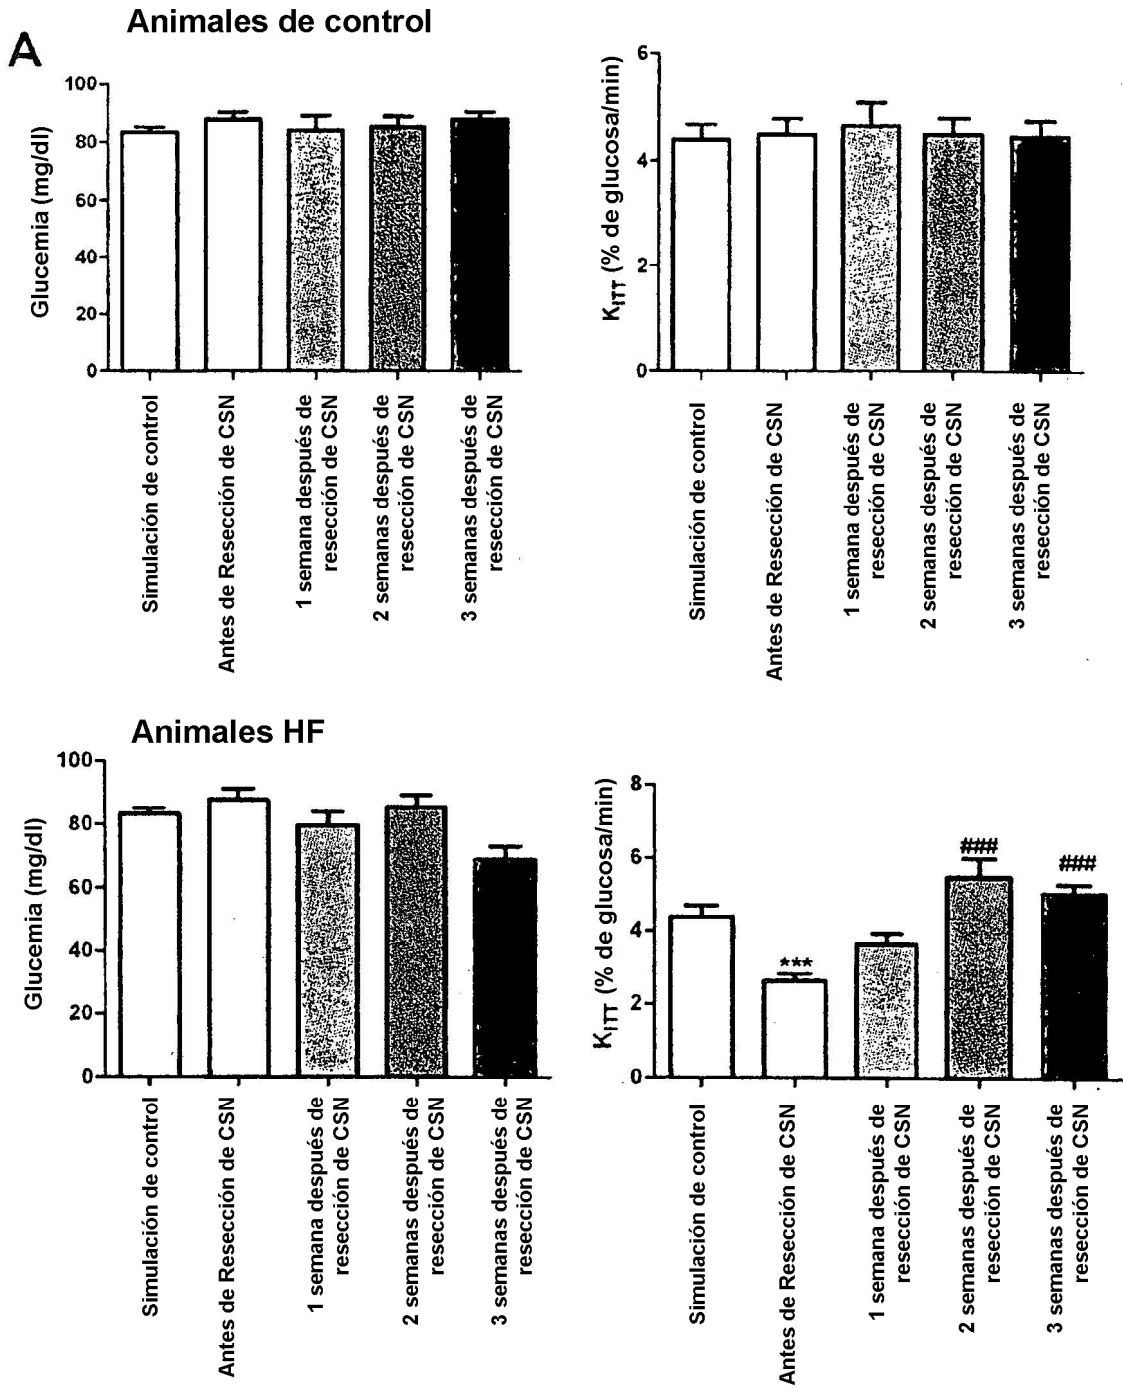 Animales de control
A
100
80
60
40
20
0
Glucemia (mg/dl)
Simulación de control
Antes de Resección de CSN
1 semana después de
resección de CSN
2 semanas después de
resección de CSN
3 semanas después de
resección de CSN
6
4
2
0
KITT (% de glucosa/min)
Simulación de control
Antes de Resección de CSN
1 semana después de
resección de CSN
2 semanas después de
resección de CSN
3 semanas después de
resección de CSN
Animales HF
100
80
60
40
20
0
Glucemia (mg/dl)
Simulación de control
Antes de Resección de CSN
1 semana después de
resección de CSN
2 semanas después de
resección de CSN
3 semanas después de
resección de CSN
8
6
4
2
0
KITT (% de glucosa/min)
***
###
###
Simulación de control
Antes de Resección de CSN
1 semana después de
resección de CSN
2 semanas después de
resección de CSN
3 semanas después de
resección de CSN